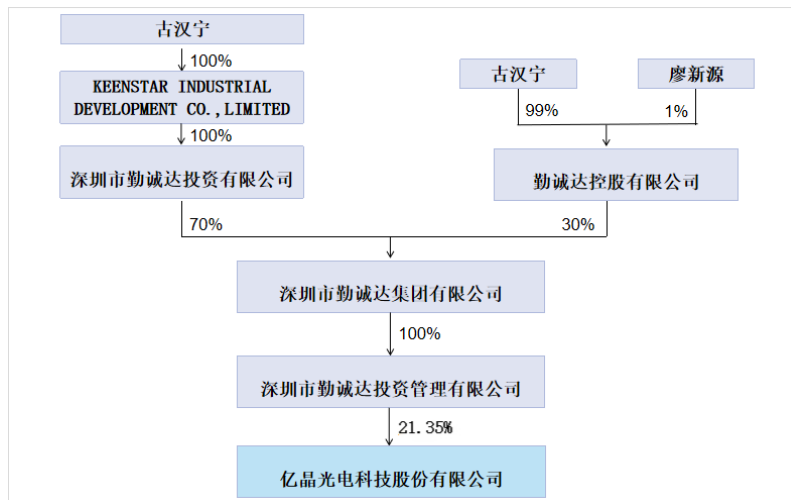 古汉宁
100%
KEENSTAR INDUSTRIAL
DEVELOPMENT CO.,LIMITED
100%
深圳市勤诚达投资有限公司
70%
古汉宁
廖新源
99%
1%
勤诚达控股有限公司
30%
深圳市勤诚达集团有限公司
100%
深圳市勤诚达投资管理有限公司
21.35%
亿晶光电科技股份有限公司